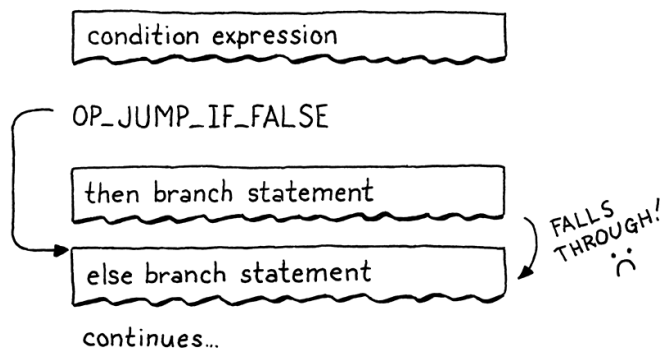 condition expression
OP_JUMP_IF_FALSE
then branch statement
FALLS
THROUGH!
else branch statement
continues...